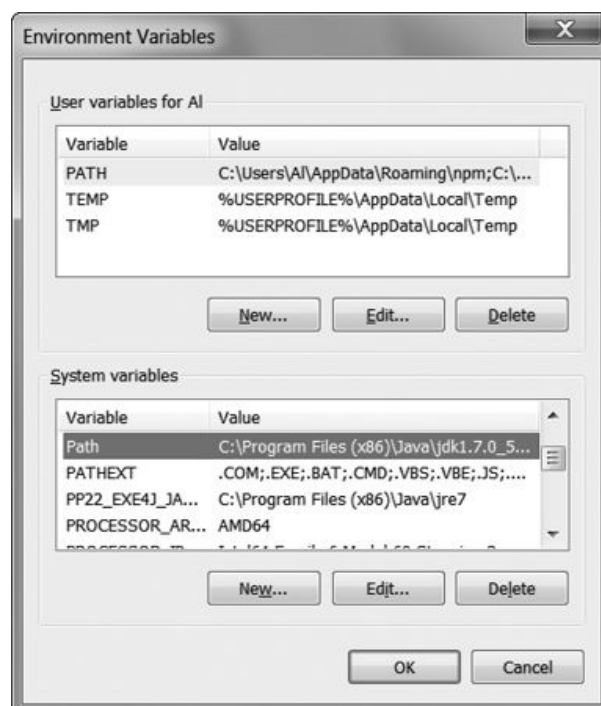 Environment Variables
User variables for Al
Variable Value
PATH C:\Users\Al\AppData\Roaming\npm;C:\...
TEMP %USERPROFILE%\AppData\Local\Temp
TMP %USERPROFILE%\AppData\Local\Temp
New... Edit... Delete
System variables
Variable Value
Path C:\Program Files (x86)\Java\jdk1.7.0_5...
PATHEXT .COM;.EXE;.BAT;.CMD;.VBS;.VBE;.JS;....
PP22_EXE4J_JA... C:\Program Files (x86)\Java\jre7
PROCESSOR_AR... AMD64
New... Edit... Delete
OK Cancel